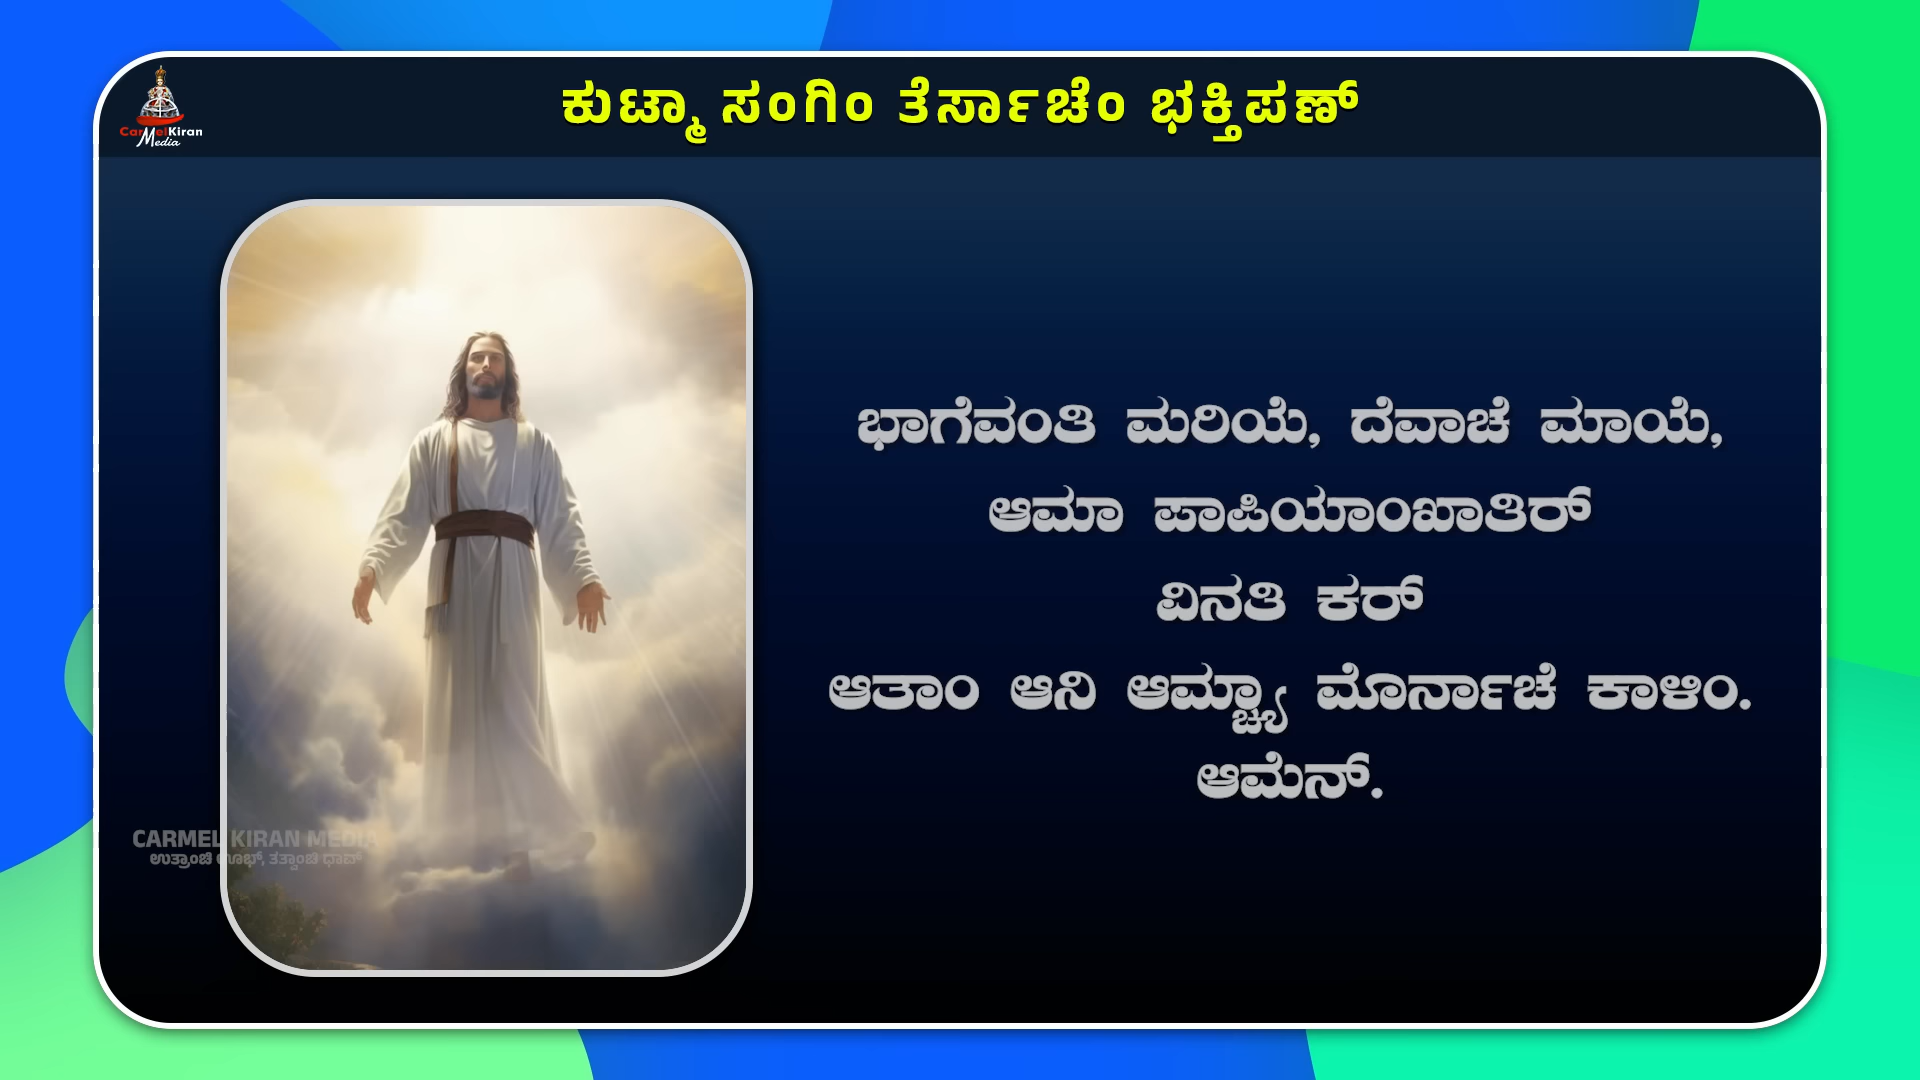 CarmelKiran
Media
ಕುಟ್ಮಾ ಸಂಗಿಂ ತೆರ್ಸಾಚೆಂ ಭಕ್ತಿಪಣ್
ಭಾಗೆವಂತಿ ಮರಿಯೆ, ದೆವಾಚೆ ಮಾಯೆ,
ಆಮಾ ಪಾಪಿಯಾಂಖಾತಿರ್
ವಿನತಿ ಕರ್
ಆತಾಂ ಆನಿ ಆಮ್ಚ್ಯಾ ಮೊರ್ನಾಚೆ ಕಾಳಿಂ.
ಆಮೆನ್.
CARMEL KIRAN MEDIA